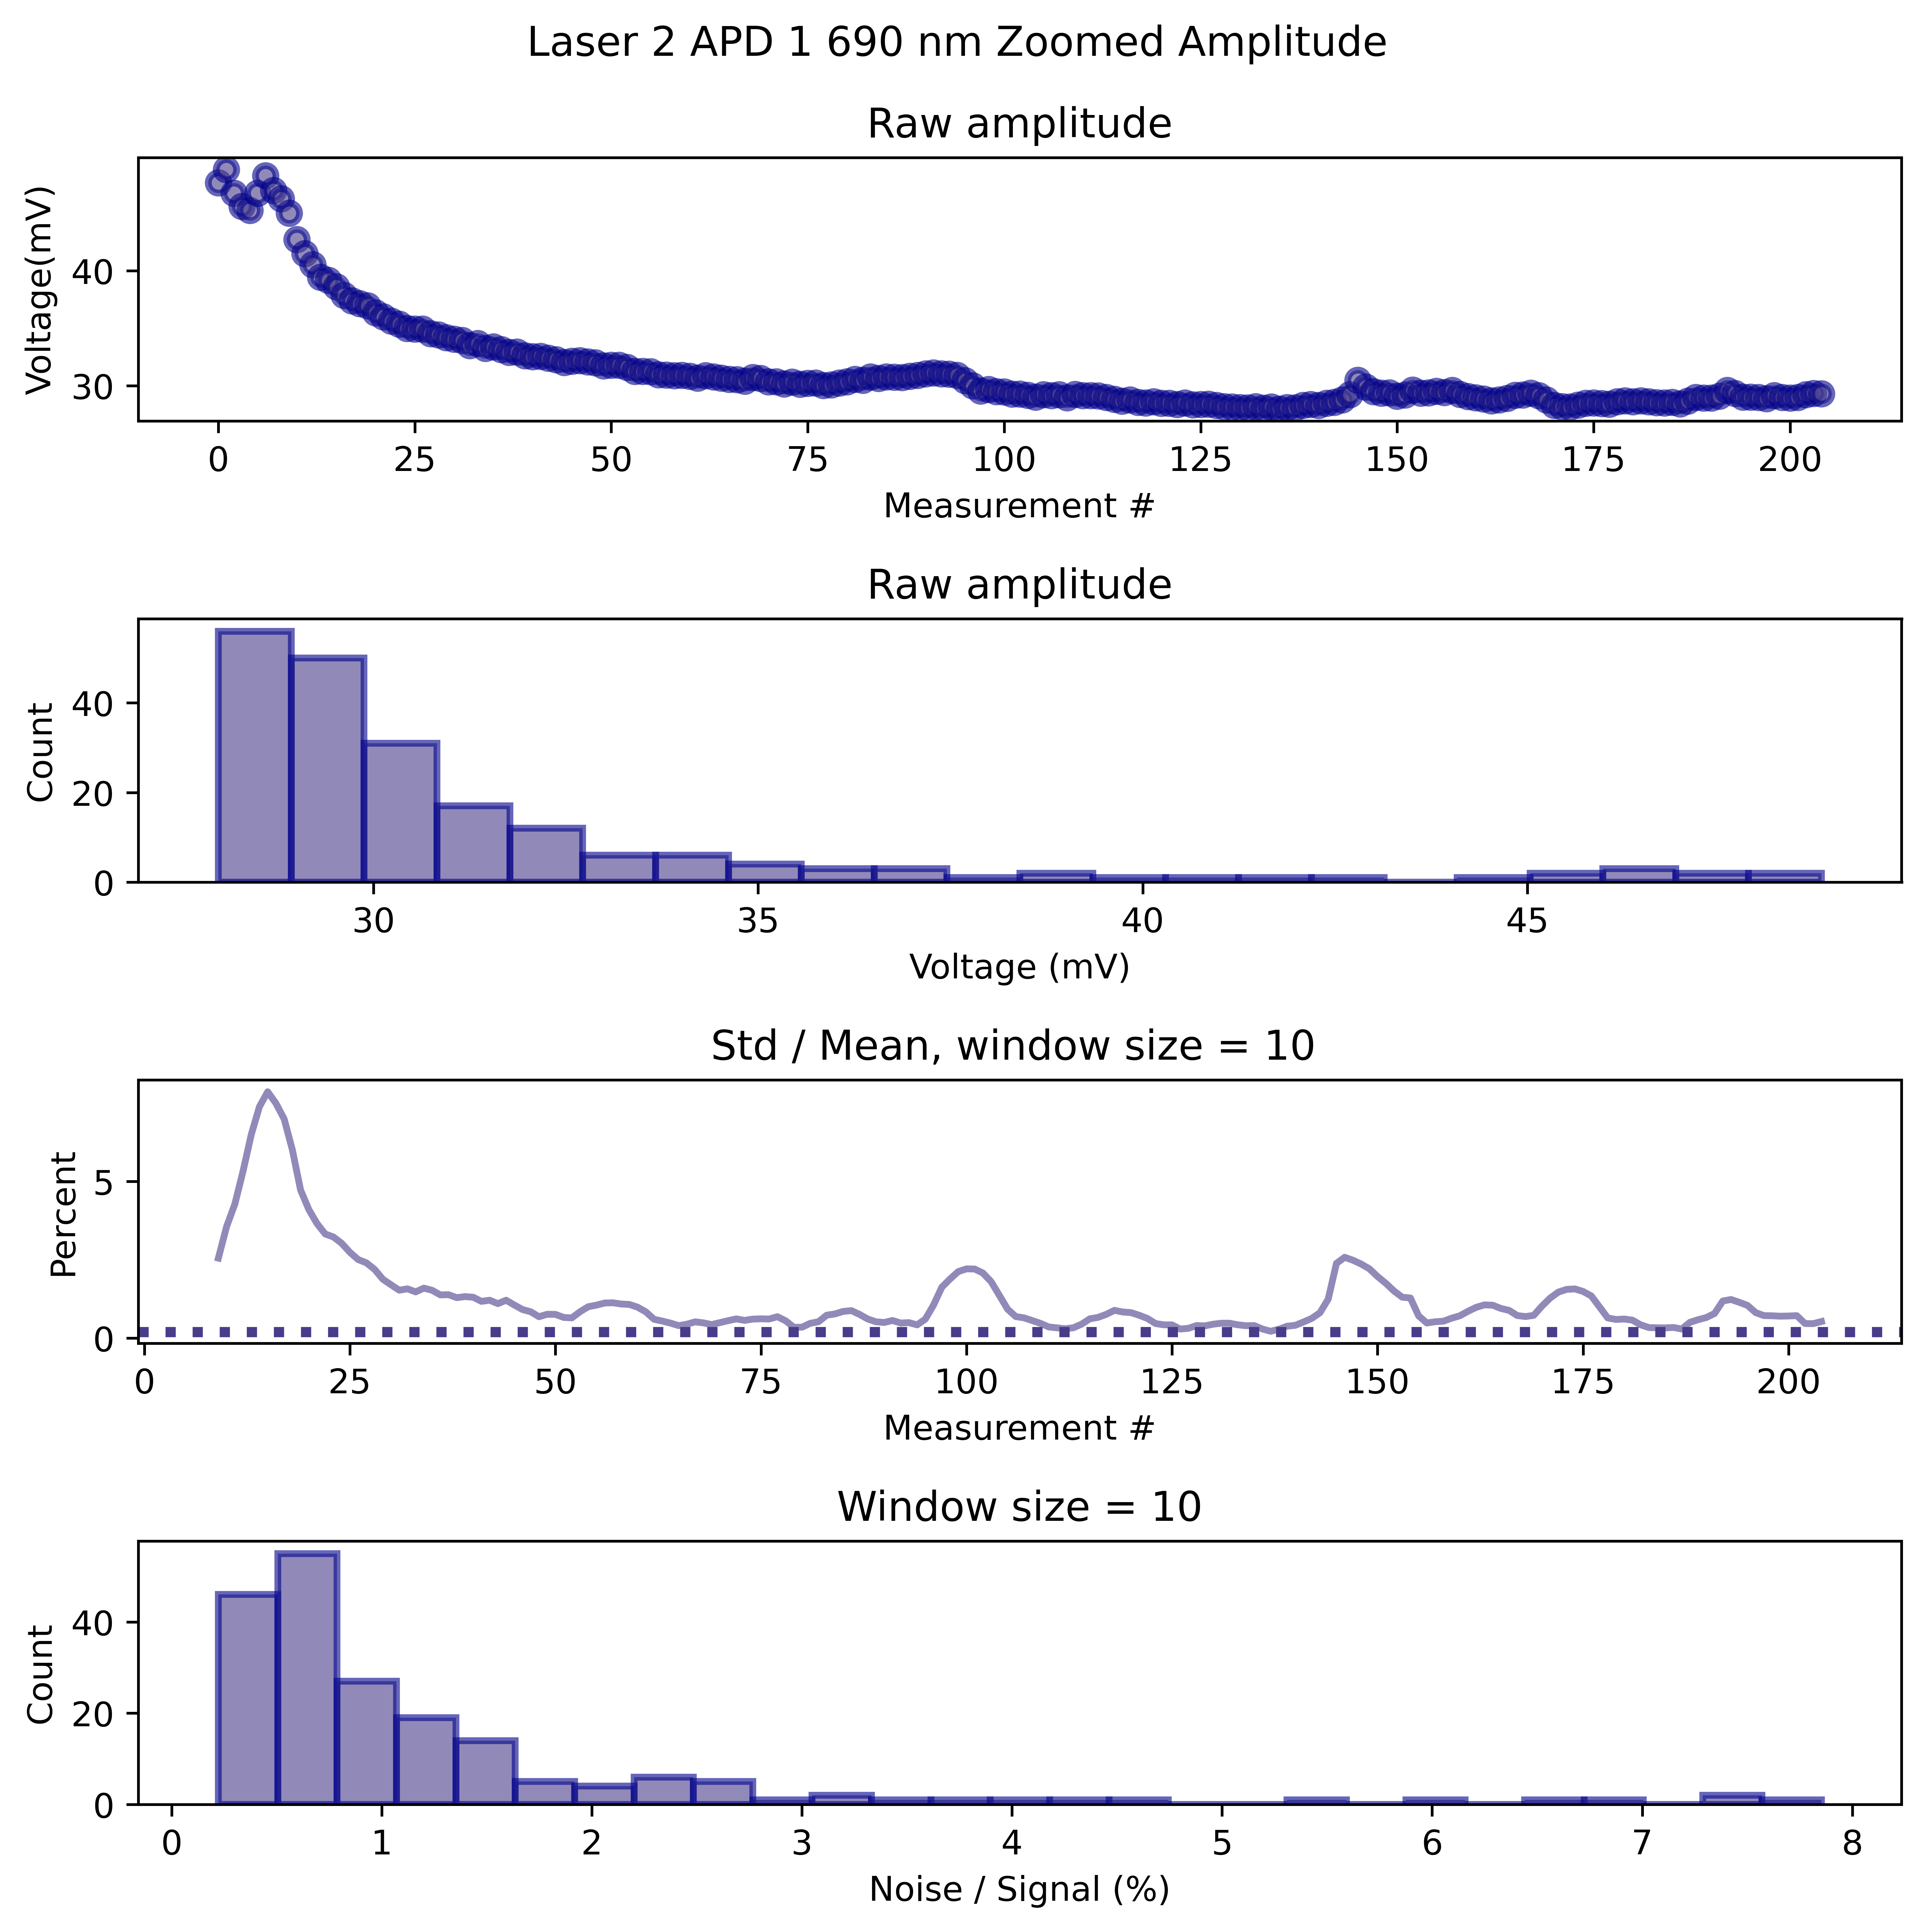 Laser 2 APD 1 690 nm Zoomed Amplitude
Raw amplitude
Voltage(mV)
40
30
0 25 50 75 100 125 150 175 200
Measurement #
Raw amplitude
Count
40
20
0
30 35 40 45
Voltage (mV)
Std / Mean, window size = 10
Percent
5
0
0 25 50 75 100 125 150 175 200
Measurement #
Window size = 10
Count
40
20
0
0 1 2 3 4 5 6 7 8
Noise / Signal (%)